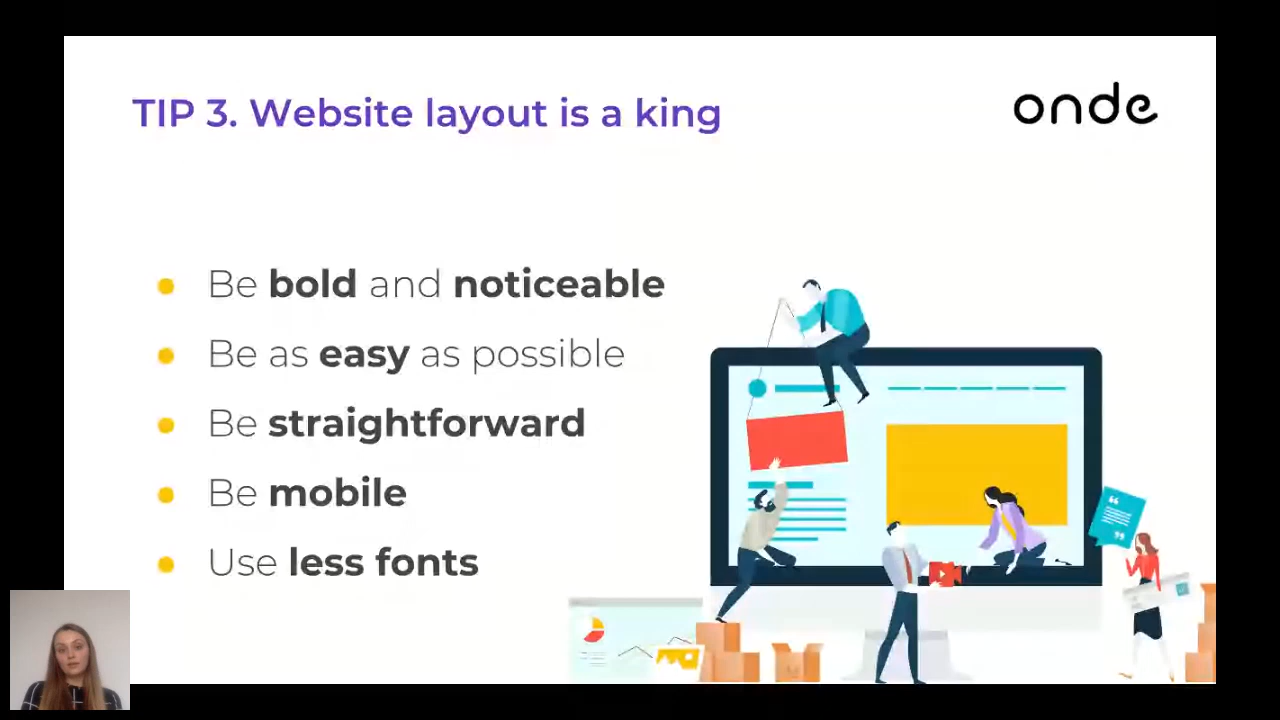 TIP 3. Website layout is a king
onde
Be bold and noticeable
Be as easy as possible
Be straightforward
Be mobile
Use less fonts